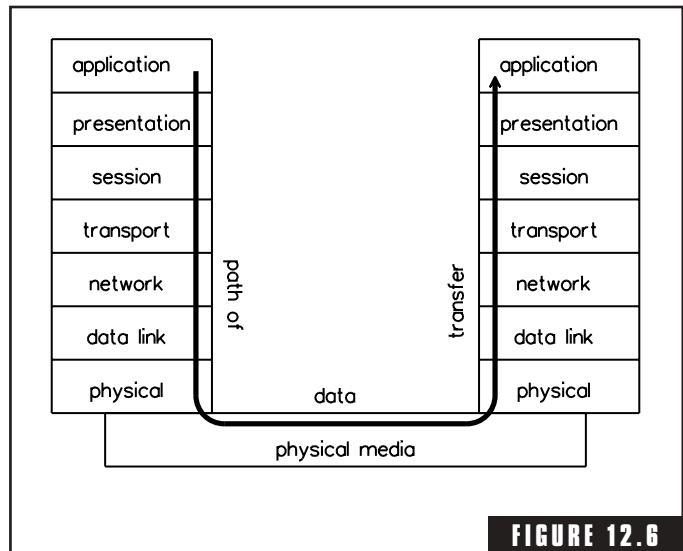 application
presentation
session
transport
network
data link
physical
path of
data
transfer
application
presentation
session
transport
network
data link
physical
physical media
FIGURE 12.6